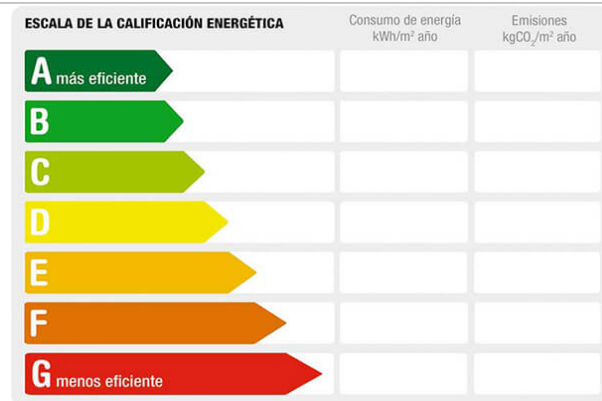 ESCALA DE LA CALIFICACIÓN ENERGÉTICA
Consumo de energía
kWh/m² año
Emisiones
kgCO₂/m² año
A más eficiente
B
C
D
E
F
G menos eficiente